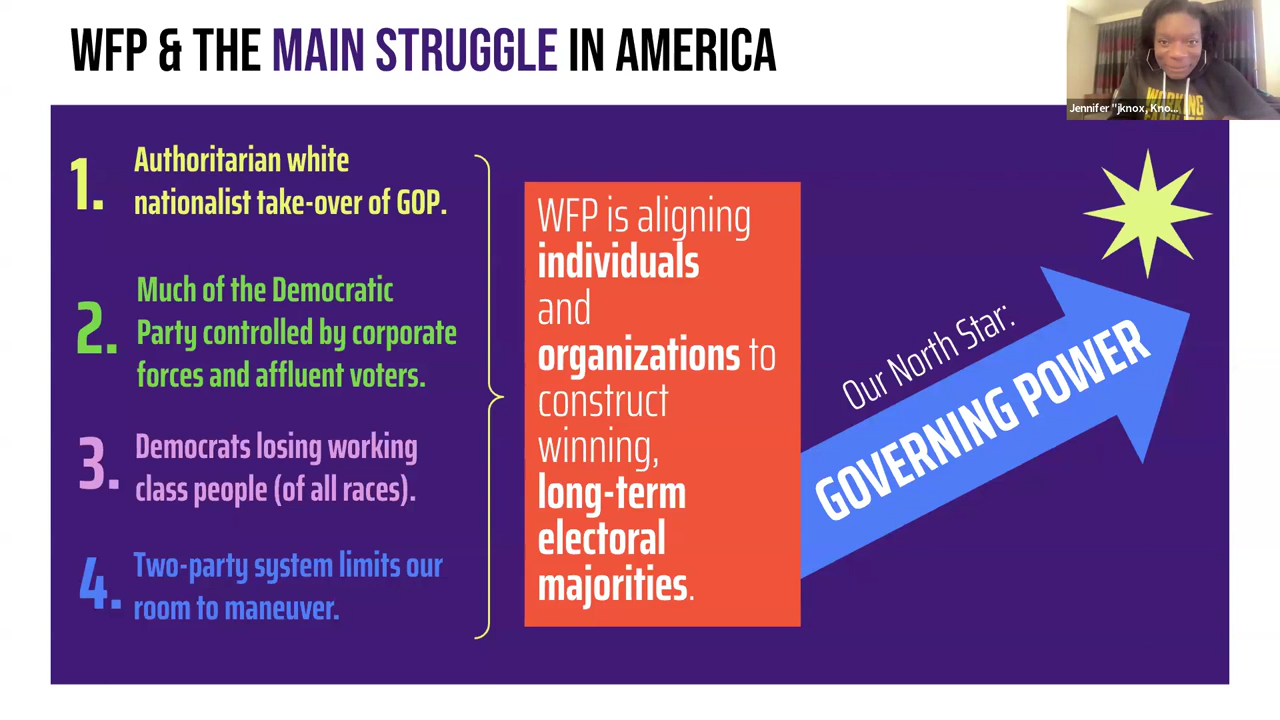 WFP & THE MAIN STRUGGLE IN AMERICA
Jennifer "jknox, Kno...
WORKING
FAMILIES
1.
Authoritarian white
nationalist take-over of GOP.
2.
Much of the Democratic
Party controlled by corporate
forces and affluent voters.
3.
Democrats losing working
class people (of all races).
4.
Two-party system limits our
room to maneuver.
WFP is aligning
individuals
and
organizations to
construct
winning,
long-term
electoral
majorities.
Our North Star:
GOVERNING POWER